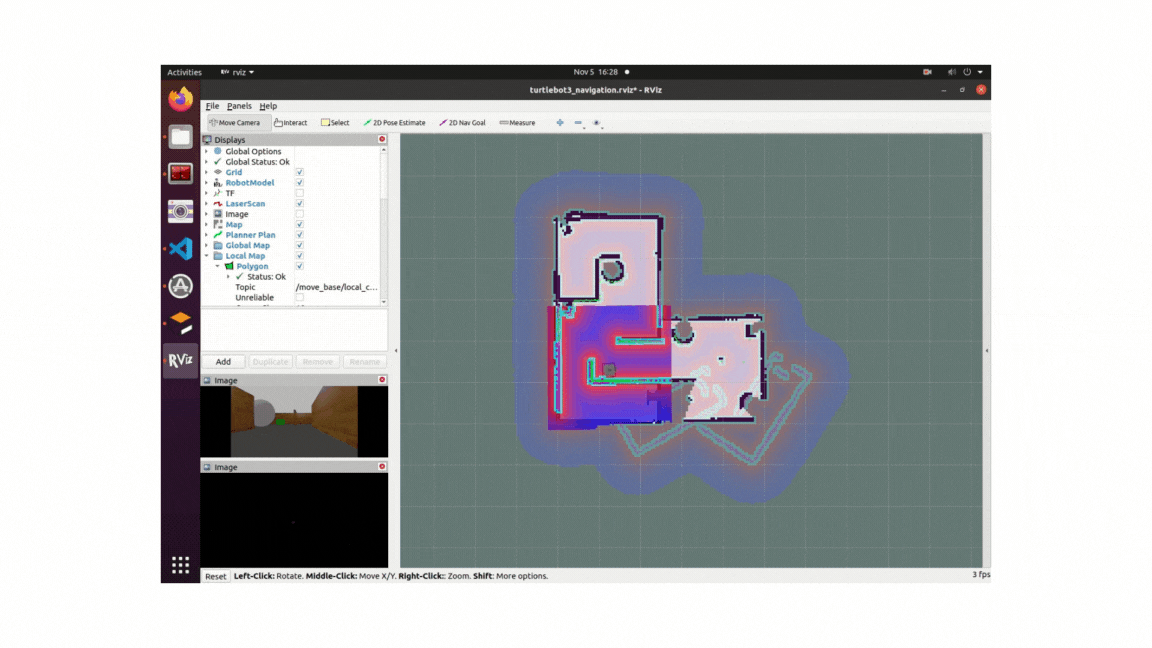 Activities RViz rviz Nov 5 16:28
turtlebot3_navigation.rviz* - RViz
File Panels Help
Move Camera Interact Select 2D Pose Estimate 2D Nav Goal Measure
Displays
Global Options
Global Status: Ok
Grid
RobotModel
TF
LaserScan
Image
Map
Planner Plan
Global Map
Local Map
Polygon
Status: Ok
Topic /move_base/local_c...
Unreliable
Add Duplicate Remove Rename
RViz
Image
Image
Reset Left-Click: Rotate. Middle-Click: Move X/Y. Right-Click:: Zoom. Shift: More options. 3 fps